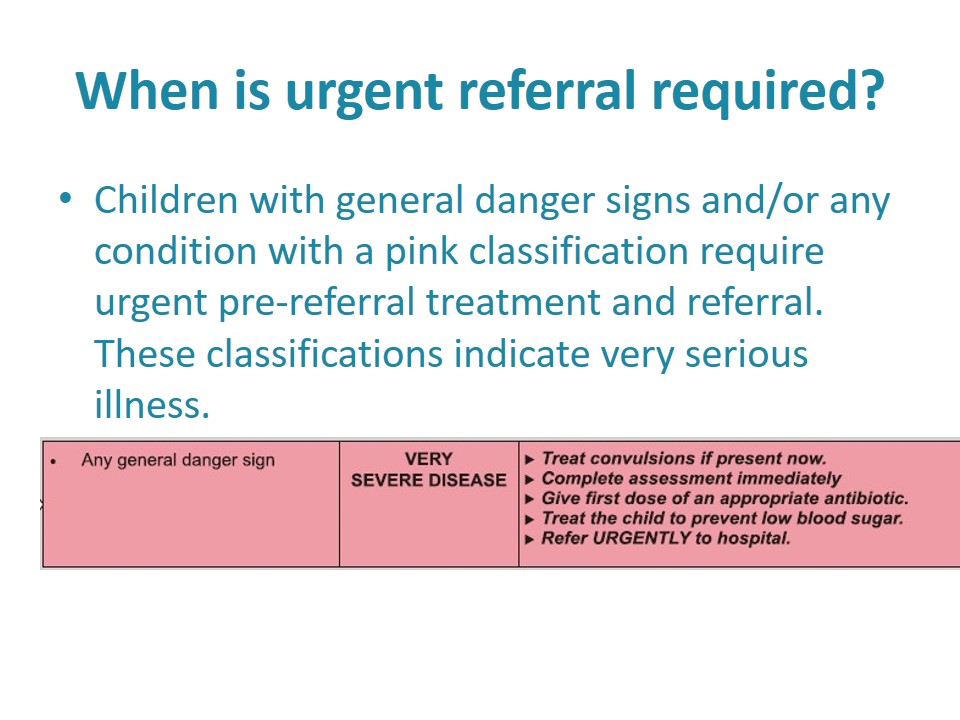 When is urgent referral required?
• Children with general danger signs and/or any
condition with a pink classification require
urgent pre-referral treatment and referral.
These classifications indicate very serious
illness.
• Any general danger sign
VERY
SEVERE DISEASE
► Treat convulsions if present now.
► Complete assessment immediately
► Give first dose of an appropriate antibiotic.
► Treat the child to prevent low blood sugar.
► Refer URGENTLY to hospital.